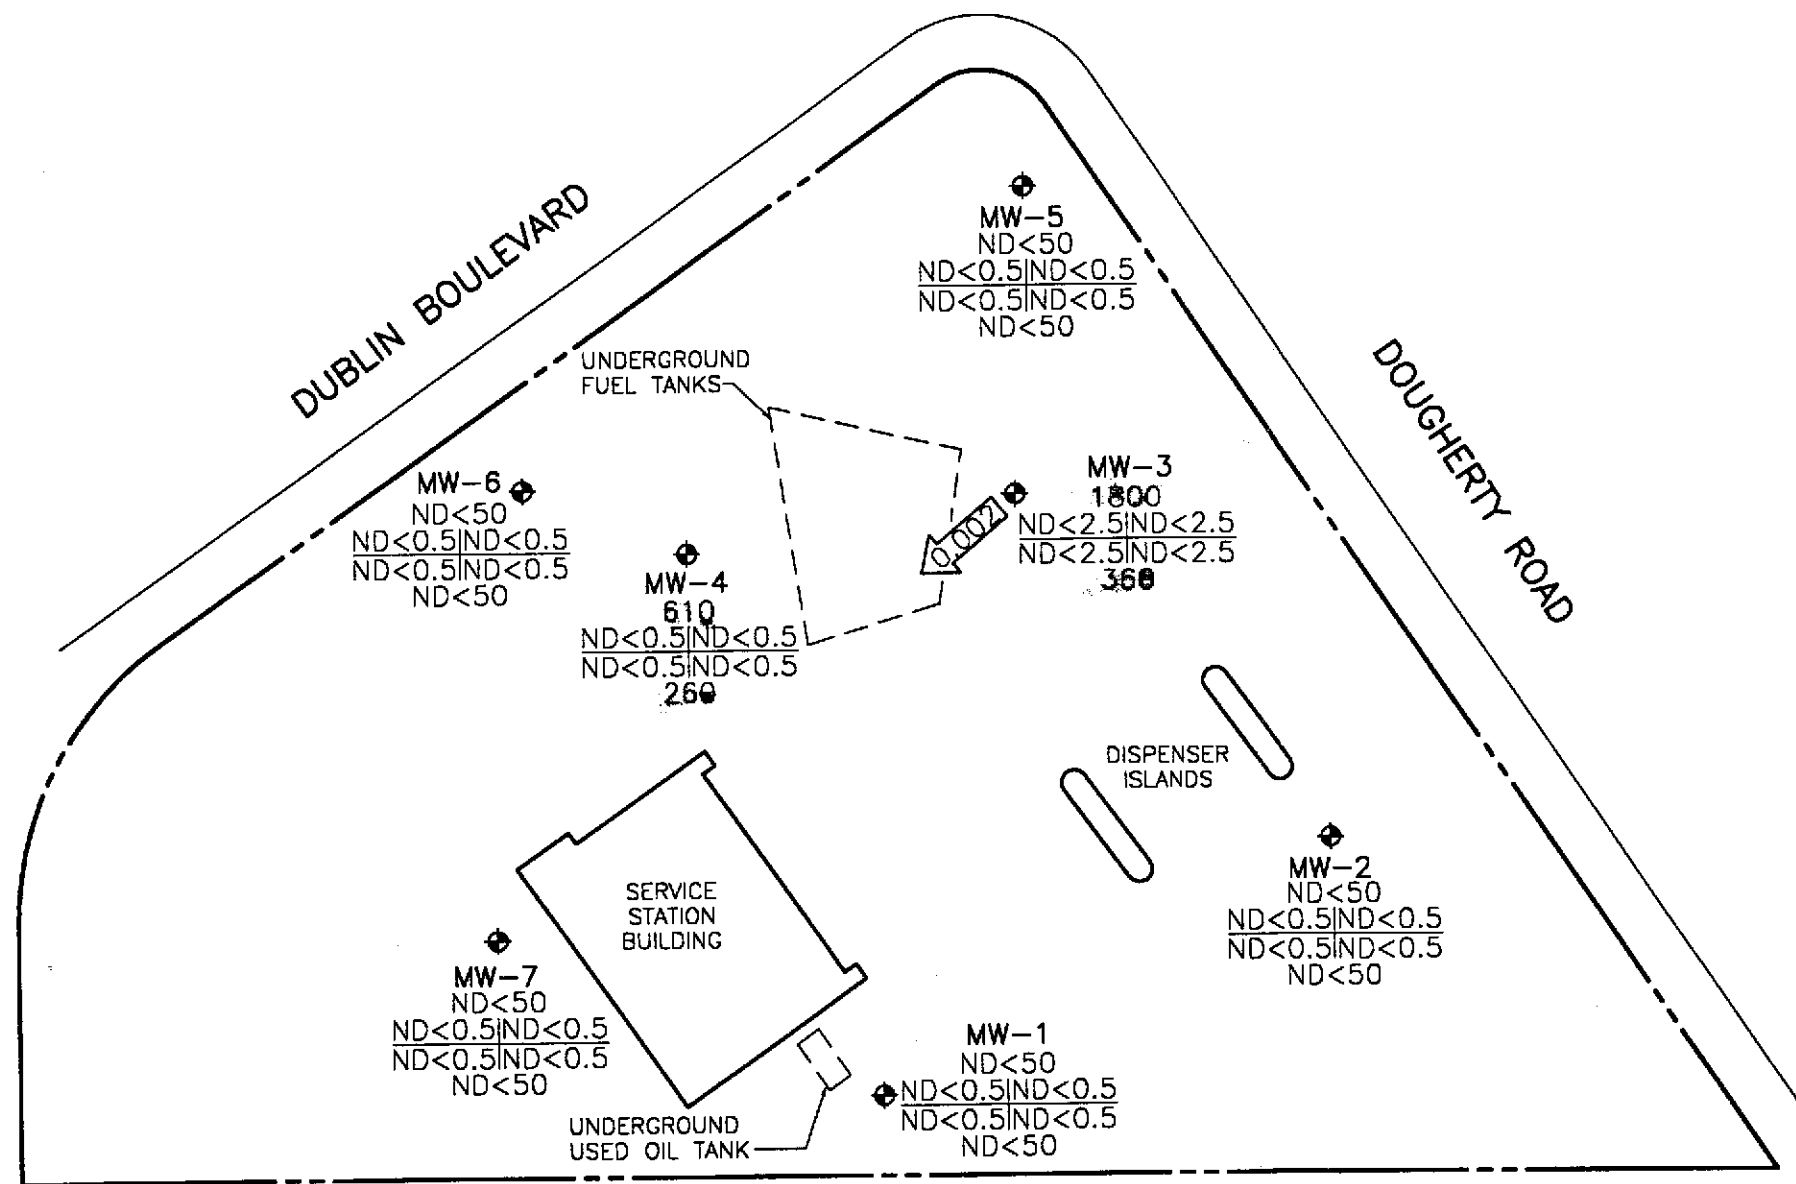 DUBLIN BOULEVARD
DOUGHERTY ROAD
MW-5
ND<50
ND<0.5|ND<0.5
ND<0.5|ND<0.5
ND<50
UNDERGROUND
FUEL TANKS
MW-6
ND<50
ND<0.5|ND<0.5
ND<0.5|ND<0.5
ND<50
MW-4
610
ND<0.5|ND<0.5
ND<0.5|ND<0.5
260
0.002
MW-3
1800
ND<2.5|ND<2.5
ND<2.5|ND<2.5
DISPENSER
ISLANDS
MW-2
ND<50
ND<0.5|ND<0.5
ND<0.5|ND<0.5
ND<50
SERVICE
STATION
BUILDING
MW-7
ND<50
ND<0.5|ND<0.5
ND<0.5|ND<0.5
ND<50
MW-1
ND<50
ND<0.5|ND<0.5
ND<0.5|ND<0.5
ND<50
UNDERGROUND
USED OIL TANK